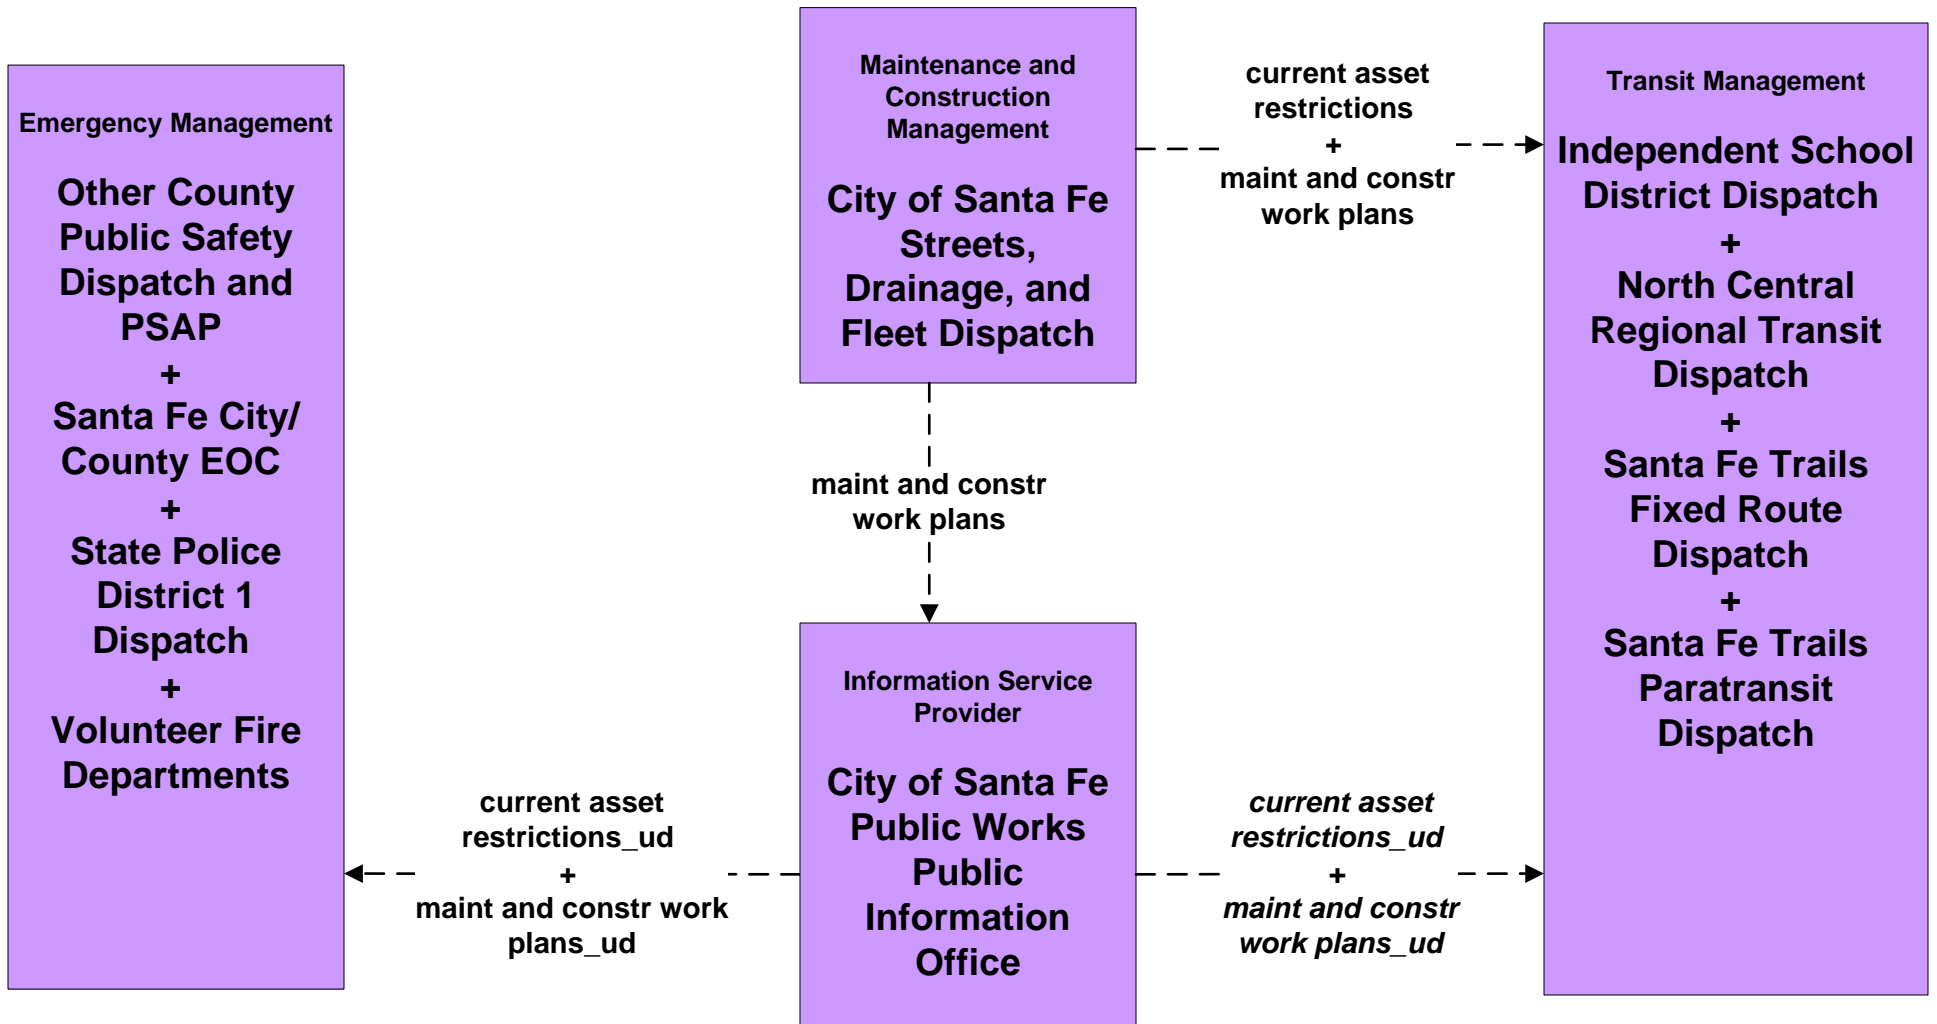 Emergency Management
Other County
Public Safety
Dispatch and
PSAP
+
Santa Fe City/
County EOC
+
State Police
District 1
Dispatch
+
Volunteer Fire
Departments
Maintenance and
Construction
Management
City of Santa Fe
Streets,
Drainage, and
Fleet Dispatch
current asset
restrictions
+
maint and constr
work plans
Transit Management
Independent School
District Dispatch
+
North Central
Regional Transit
Dispatch
+
Santa Fe Trails
Fixed Route
Dispatch
+
Santa Fe Trails
Paratransit
Dispatch
maint and constr
work plans
Information Service
Provider
City of Santa Fe
Public Works
Public
Information
Office
current asset
restrictions_ud
+
maint and constr work
plans_ud
current asset
restrictions_ud
+
maint and constr
work plans_ud